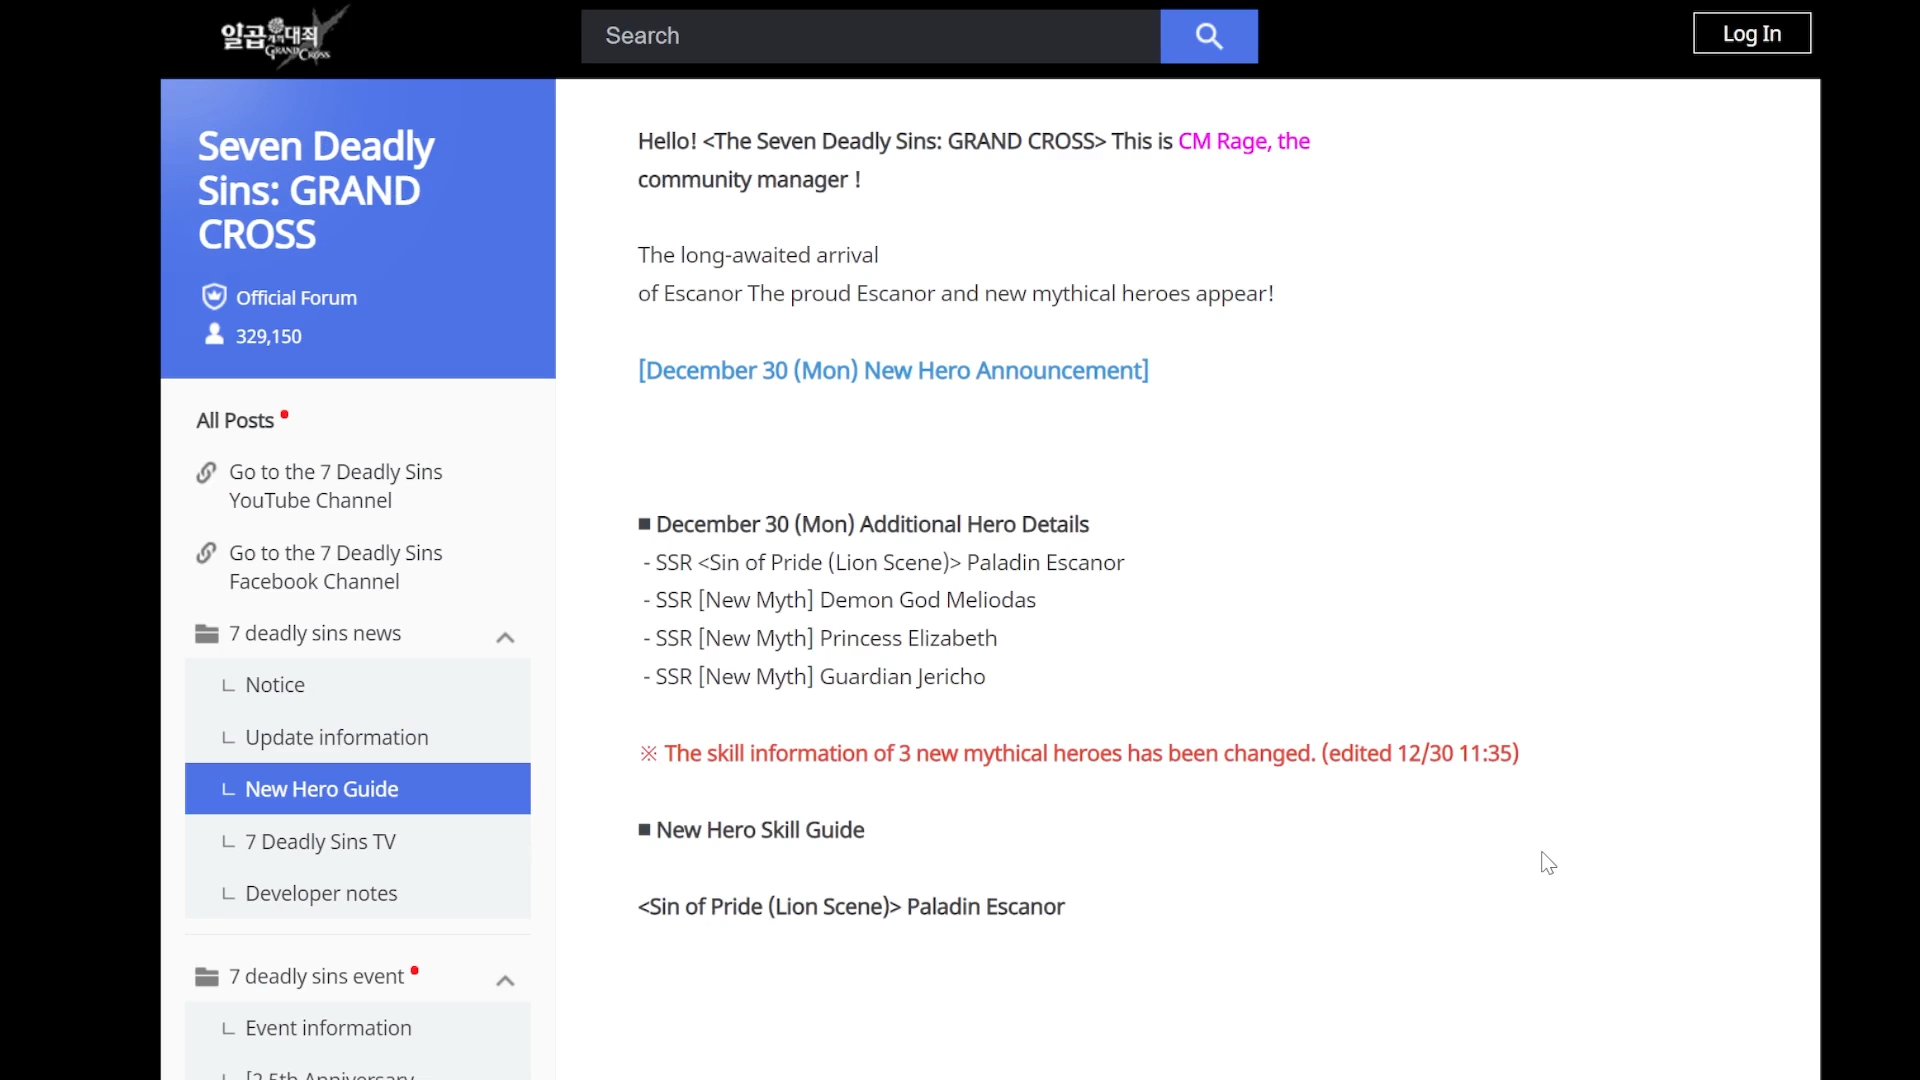 일곱개의대죄
GRAND CROSS
Search
Log In
Seven Deadly
Sins: GRAND
CROSS
Official Forum
329,150
All Posts
Go to the 7 Deadly Sins
YouTube Channel
Go to the 7 Deadly Sins
Facebook Channel
7 deadly sins news
Notice
Update information
New Hero Guide
7 Deadly Sins TV
Developer notes
7 deadly sins event
Event information
[2.5th Anniversary
Hello! <The Seven Deadly Sins: GRAND CROSS> This is CM Rage, the
community manager !
The long-awaited arrival
of Escanor The proud Escanor and new mythical heroes appear!
[December 30 (Mon) New Hero Announcement]
■ December 30 (Mon) Additional Hero Details
- SSR <Sin of Pride (Lion Scene)> Paladin Escanor
- SSR [New Myth] Demon God Meliodas
- SSR [New Myth] Princess Elizabeth
- SSR [New Myth] Guardian Jericho
※ The skill information of 3 new mythical heroes has been changed. (edited 12/30 11:35)
■ New Hero Skill Guide
<Sin of Pride (Lion Scene)> Paladin Escanor